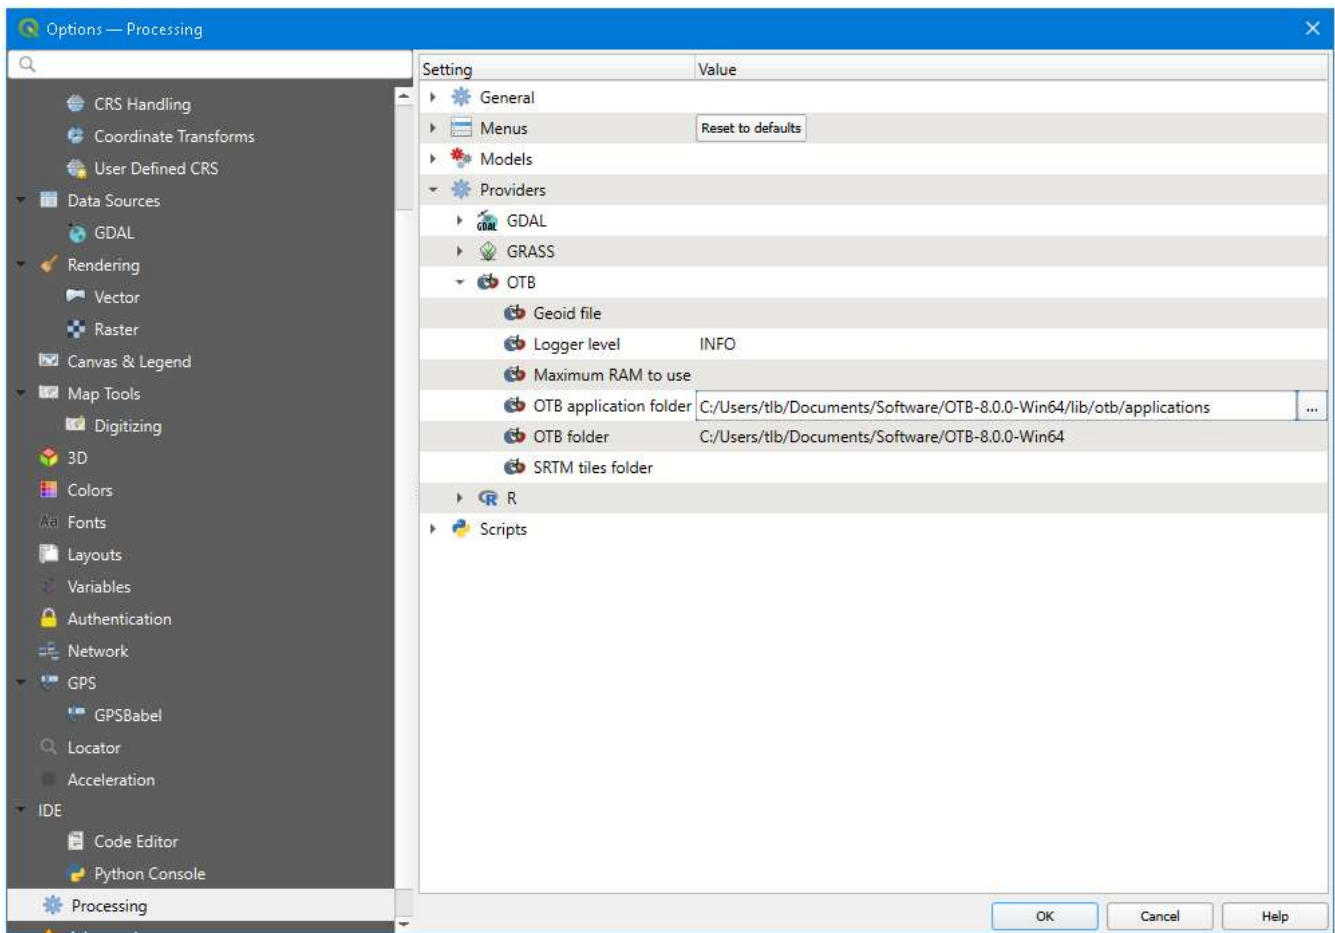 Options — Processing
CRS Handling
Coordinate Transforms
User Defined CRS
Data Sources
GDAL
Rendering
Vector
Raster
Canvas & Legend
Map Tools
Digitizing
3D
Colors
Fonts
Layouts
Variables
Authentication
Network
GPS
GPSBabel
Locator
Acceleration
IDE
Code Editor
Python Console
Processing
Setting Value
General
Menus Reset to defaults
Models
Providers
GDAL
GRASS
OTB
Geoid file
Logger level INFO
Maximum RAM to use
OTB application folder C:/Users/tlb/Documents/Software/OTB-8.0.0-Win64/lib/otb/applications ...
OTB folder C:/Users/tlb/Documents/Software/OTB-8.0.0-Win64
SRTM tiles folder
R
Scripts
OK Cancel Help